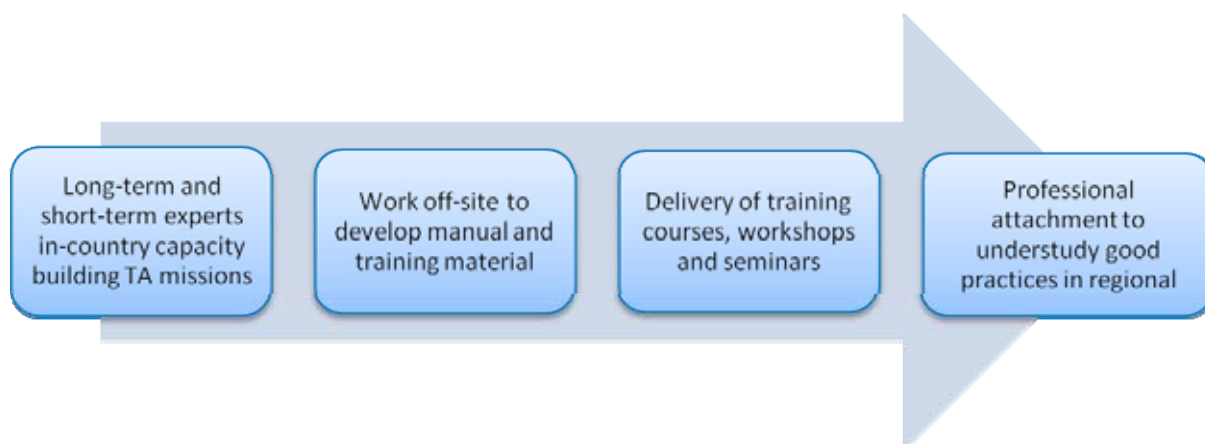 Long-term and
short-term experts
in-country capacity
building TA missions
Work off-site to
develop manual and
training material
Delivery of training
courses, workshops
and seminars
Professional
attachment to
understudy good
practices in regional